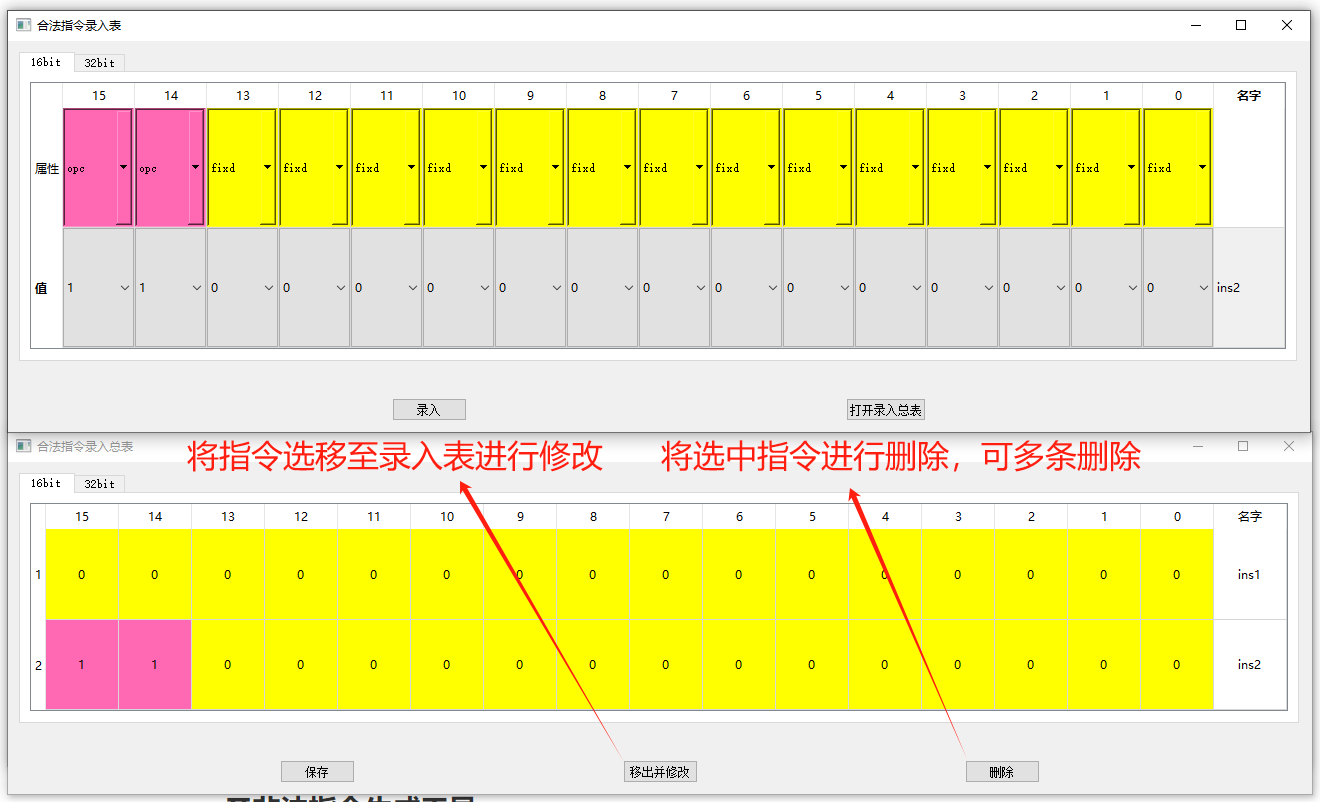 合法指令录入表
16bit 32bit
15 14 13 12 11 10 9 8 7 6 5 4 3 2 1 0 名字
属性 opc opc fixd fixd fixd fixd fixd fixd fixd fixd fixd fixd fixd fixd fixd fixd
值 1 1 0 0 0 0 0 0 0 0 0 0 0 0 0 0 ins2
录入 打开录入总表
合法指令录入总表
将指令选移至录入表进行修改 将选中指令进行删除，可多条删除
16bit 32bit
15 14 13 12 11 10 9 8 7 6 5 4 3 2 1 0 名字
1 0 0 0 0 0 0 0 0 0 0 0 0 0 0 0 0 ins1
2 1 1 0 0 0 0 0 0 0 0 0 0 0 0 0 0 ins2
保存 移出并修改 删除